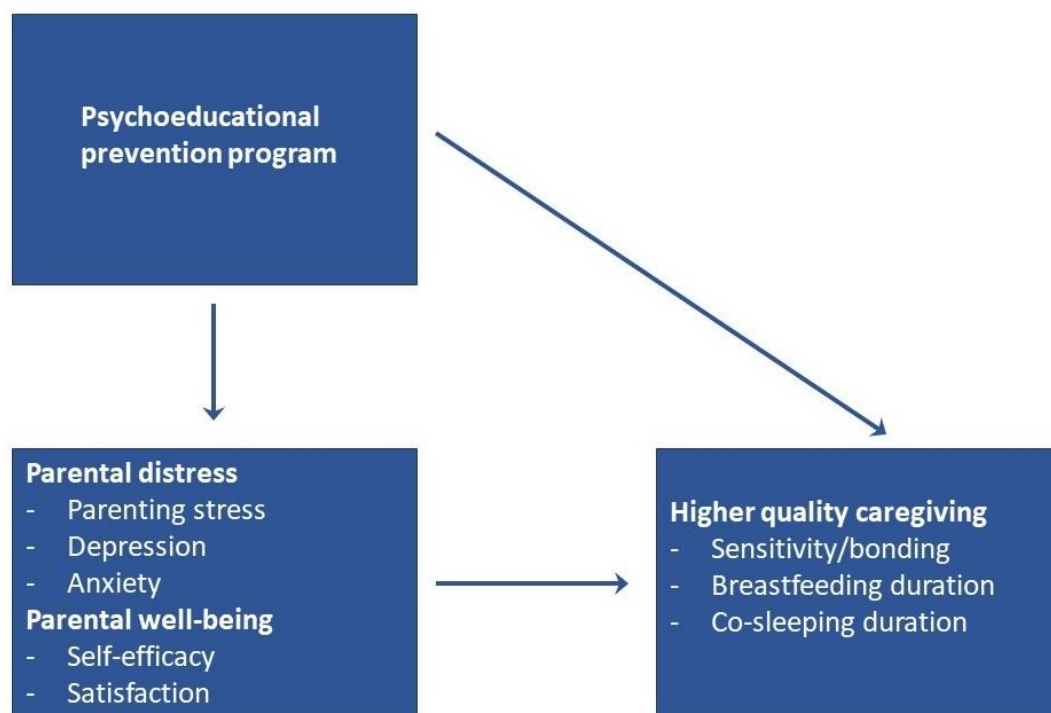 Psychoeducational
prevention program
Parental distress
- Parenting stress
- Depression
- Anxiety
Parental well-being
- Self-efficacy
- Satisfaction
Higher quality caregiving
- Sensitivity/bonding
- Breastfeeding duration
- Co-sleeping duration